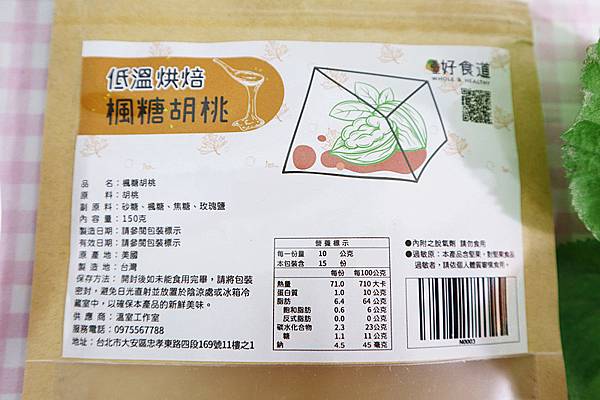 低溫烘焙
楓糖胡桃
好食道
WHOLE & HEALTHY
品　名：楓糖胡桃
原　料：胡桃
副 原 料：砂糖、楓糖、焦糖、玫瑰鹽
內 容 量：150克
製造日期：請參閱包裝標示
有效日期：請參閱包裝標示
原 產 地：美國
製 造 地：台灣
保存方法：開封後如未能食用完畢，請將包裝
密封，避免日光直射並放置於陰涼處或冰箱冷
藏室中，以確保本產品的新鮮美味。
供 應 商：溫室工作室
服務電話：0975567788
地址：台北市大安區忠孝東路四段169號11樓之1
營養標示
每一份量 10 公克
本包裝含 15 份
每份 每100公克
熱量 71.0 710 大卡
蛋白質 1.0 10 公克
脂肪 6.4 64 公克
飽和脂肪 0.6 6 公克
反式脂肪 0.0 0 公克
碳水化合物 2.3 23 公克
糖 1.1 11 公克
鈉 4.5 45 毫克
●內附之脫氧劑 請勿食用
●過敏原：本產品含堅果，對堅果食品
過敏者，請依個人體質審慎食用。
N0003